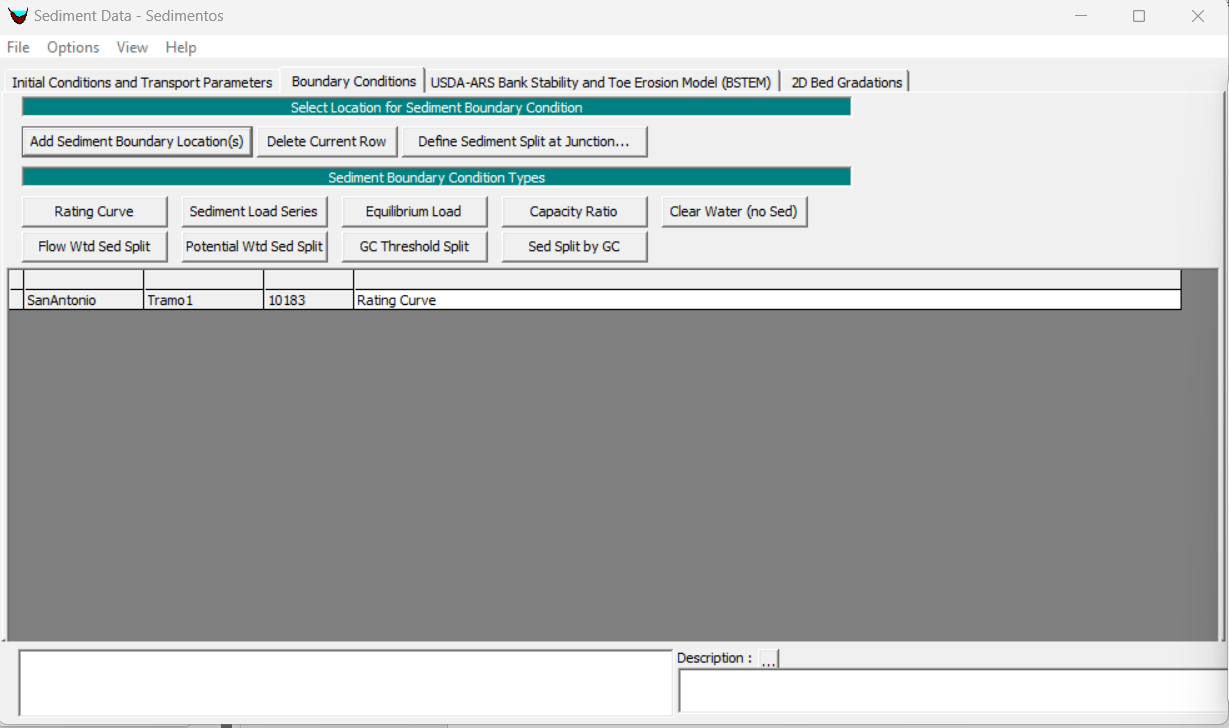 Sediment Data - Sedimentos
File Options View Help
Initial Conditions and Transport Parameters Boundary Conditions USDA-ARS Bank Stability and Toe Erosion Model (BSTEM) 2D Bed Gradations
Select Location for Sediment Boundary Condition
Add Sediment Boundary Location(s) Delete Current Row Define Sediment Split at Junction...
Sediment Boundary Condition Types
Rating Curve Sediment Load Series Equilibrium Load Capacity Ratio Clear Water (no Sed)
Flow Wtd Sed Split Potential Wtd Sed Split GC Threshold Split Sed Split by GC
SanAntonio Tramo1 10183 Rating Curve
Description : ...